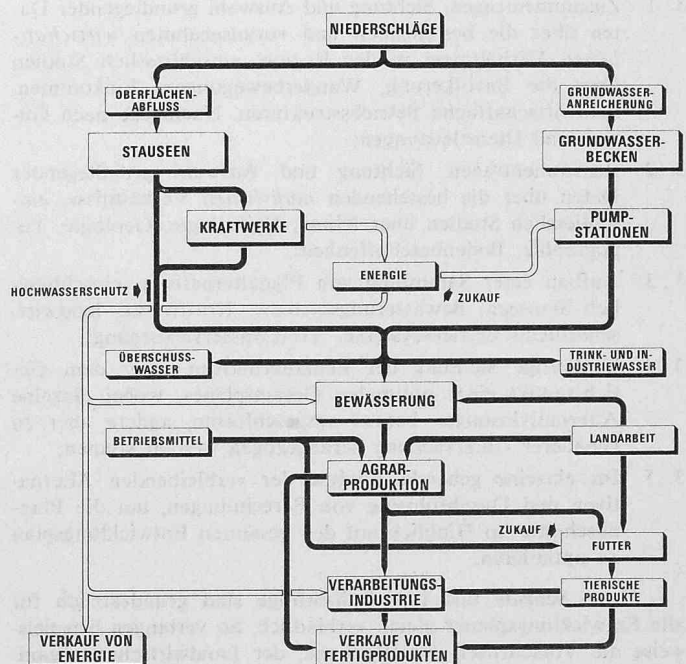 NIEDERSCHLÄGE
OBERFLÄCHEN-
ABFLUSS
GRUNDWASSER-
ANREICHERUNG
STAUSEEN
GRUNDWASSER-
BECKEN
KRAFTWERKE
PUMP-
STATIONEN
ENERGIE
HOCHWASSERSCHUTZ
ZUKAUF
ÜBERSCHUSS-
WASSER
TRINK- UND IN-
DUSTRIEWASSER
BEWÄSSERUNG
BETRIEBSMITTEL
LANDARBEIT
AGRAR-
PRODUKTION
ZUKAUF
FUTTER
VERARBEITUNGS-
INDUSTRIE
TIERISCHE
PRODUKTE
VERKAUF VON
ENERGIE
VERKAUF VON
FERTIGPRODUKTEN